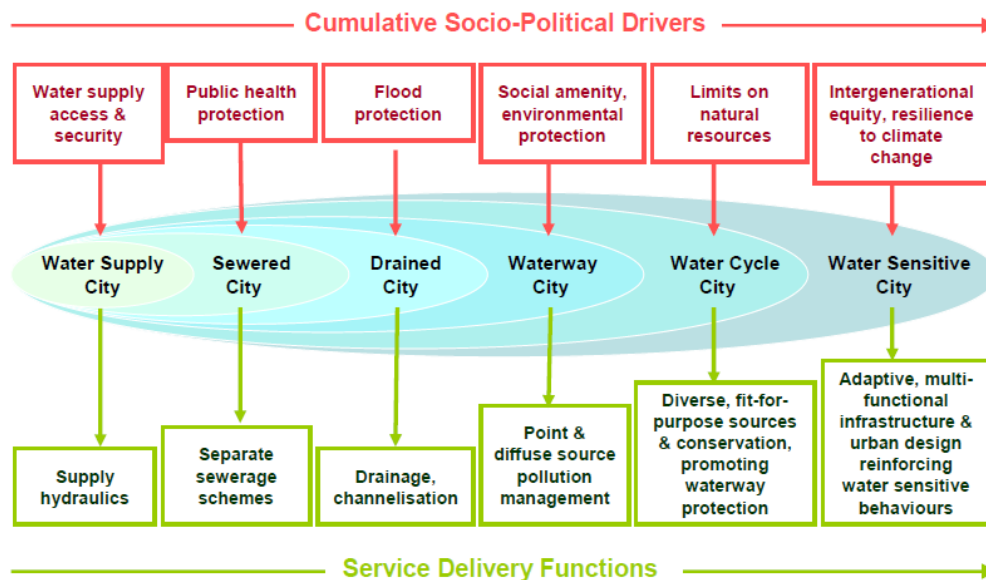 Cumulative Socio-Political Drivers
Water supply
access &
security
Public health
protection
Flood
protection
Social amenity,
environmental
protection
Limits on
natural
resources
Intergenerational
equity, resilience
to climate
change
Water Supply
City
Sewered
City
Drained
City
Waterway
City
Water Cycle
City
Water Sensitive
City
Supply
hydraulics
Separate
sewerage
schemes
Drainage,
channelisation
Point &
diffuse source
pollution
management
Diverse, fit-for-
purpose sources
& conservation,
promoting
waterway
protection
Adaptive, multi-
functional
infrastructure &
urban design
reinforcing
water sensitive
behaviours
Service Delivery Functions